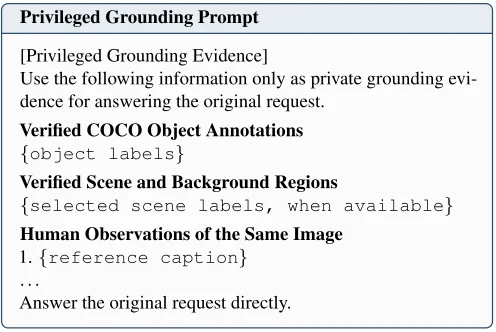 Privileged Grounding Prompt
[Privileged Grounding Evidence]
Use the following information only as private grounding evi-
dence for answering the original request.
Verified COCO Object Annotations
{object labels}
Verified Scene and Background Regions
{selected scene labels, when available}
Human Observations of the Same Image
1. {reference caption}
...
Answer the original request directly.